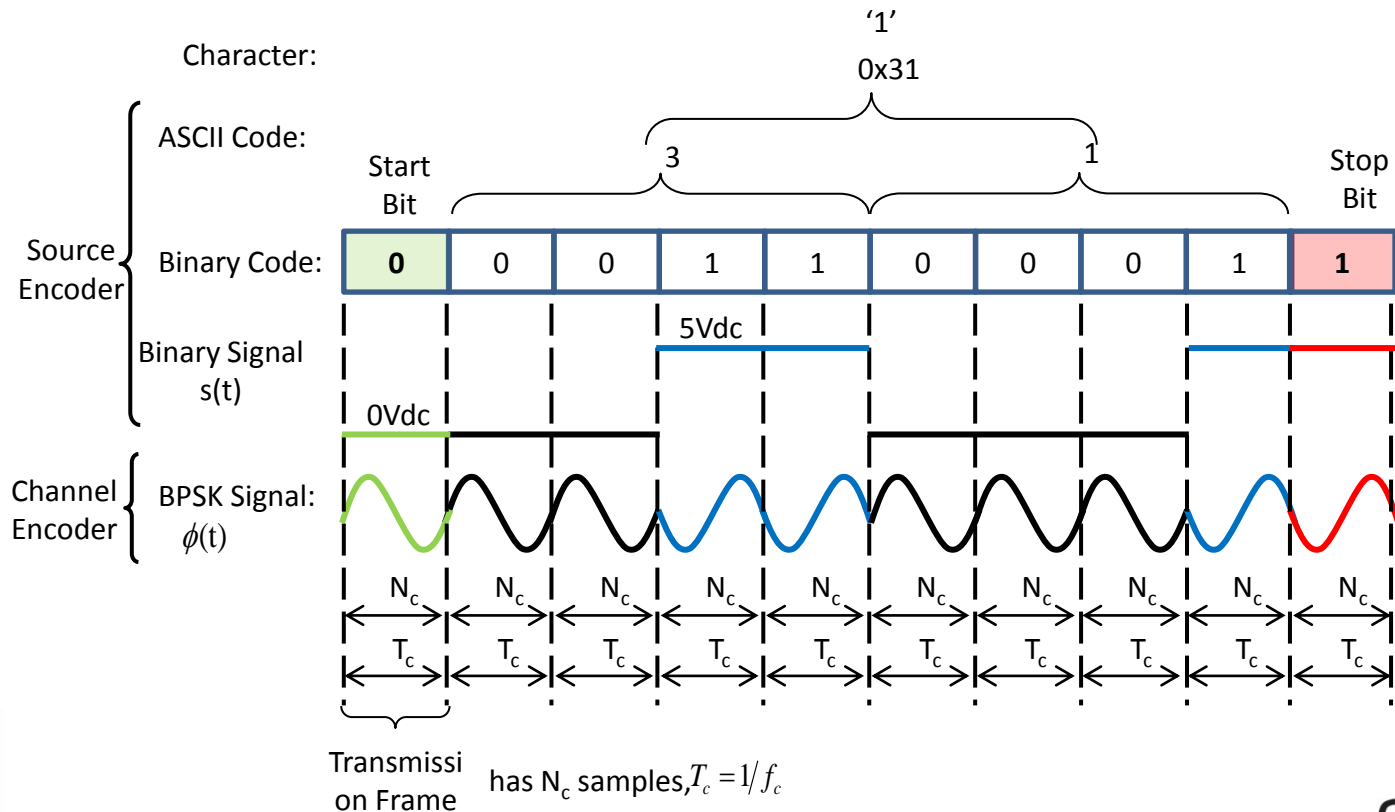 '1'
Character:
0x31
ASCII Code:
3
1
Start
Bit
Stop
Bit
Source
Encoder
Binary Code:
0 0 0 1 1 0 0 0 1 1
5Vdc
Binary Signal
s(t)
0Vdc
Channel
Encoder
BPSK Signal:
ϕ(t)
N_c N_c N_c N_c N_c N_c N_c N_c N_c N_c
T_c T_c T_c T_c T_c T_c T_c T_c T_c T_c
Transmissi
on Frame
has N_c samples, T_c = 1/f_c